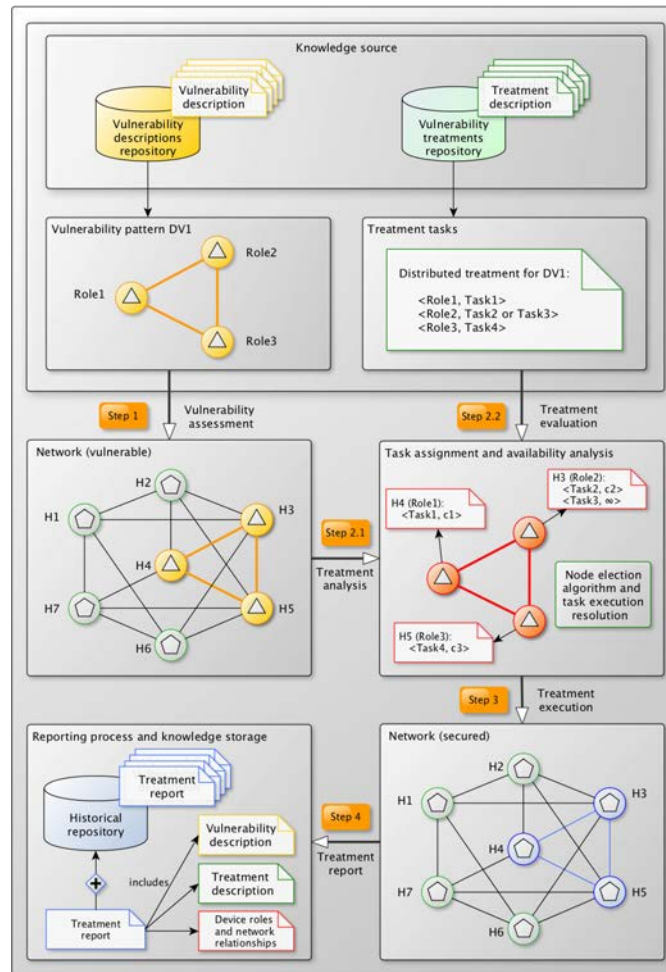 Knowledge source
Vulnerability
description
Vulnerability
descriptions
repository
Treatment
description
Vulnerability
treatments
repository
Vulnerability pattern DV1
Role1
Role2
Role3
Treatment tasks
Distributed treatment for DV1:
<Role1, Task1>
<Role2, Task2 or Task3>
<Role3, Task4>
Step 1
Vulnerability
assessment
Step 2.2
Treatment
evaluation
Network (vulnerable)
H2
H1
H3
H4
H7
H5
H6
Step 2.1
Treatment
analysis
Task assignment and availability analysis
H4 (Role1):
<Task1, c1>
H3 (Role2):
<Task2, c2>
<Task3, ∞>
H5 (Role3):
<Task4, c3>
Node election
algorithm and
task execution
resolution
Step 3
Treatment
execution
Reporting process and knowledge storage
Treatment
report
Historical
repository
includes
Vulnerability
description
Treatment
description
Treatment
report
Device roles
and network
relationships
Step 4
Treatment
report
Network (secured)
H2
H1
H3
H4
H7
H5
H6